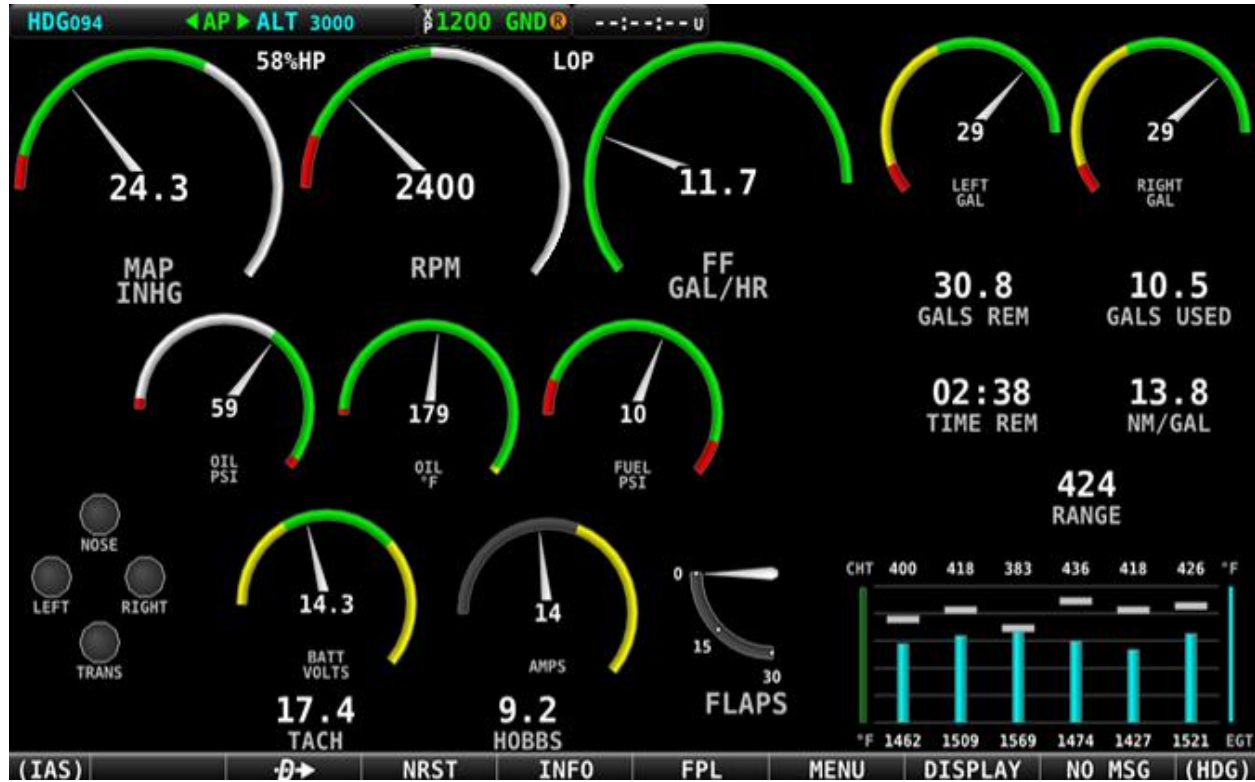 HDG094 ◀AP▶ ALT 3000 XP 1200 GND R --:--:-- U
58%HP LOP
24.3 2400 11.7 29 29
MAP
INHG
RPM
FF
GAL/HR
LEFT
GAL
RIGHT
GAL
30.8 10.5
GALS REM GALS USED
59 179 10
OIL
PSI
OIL
°F
FUEL
PSI
02:38 13.8
TIME REM NM/GAL
424
RANGE
NOSE
LEFT RIGHT
TRANS
14.3 14
BATT
VOLTS
AMPS
0
15
30
FLAPS
17.4 9.2
TACH HOBBS
CHT 400 418 383 436 418 426 °F
°F 1462 1509 1569 1474 1427 1521 EGT
(IAS) D NRST INFO FPL MENU DISPLAY NO MSG (HDG)